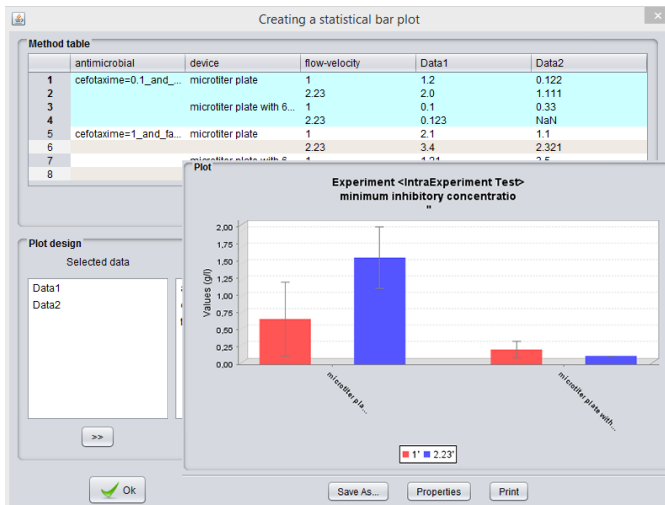 Creating a statistical bar plot
Method table
antimicrobial device flow-velocity Data1 Data2
1 cefotaxime=0.1_and_... microtiter plate 1 1.2 0.122
2 2.23 2.0 1.111
3 microtiter plate with 6... 1 0.1 0.33
4 2.23 0.123 NaN
5 cefotaxime=1_and_fa... microtiter plate 1 2.1 1.1
6 2.23 3.4 2.321
7
8
Plot
Experiment <IntraExperiment Test>
minimum inhibitory concentratio
"
Values (g/l)
2,00
1,75
1,50
1,25
1,00
0,75
0,50
0,25
0,00
microtiter pla...
microtiter plate with...
1' 2.23'
Plot design
Selected data
Data1
Data2
>>
Ok
Save As... Properties Print